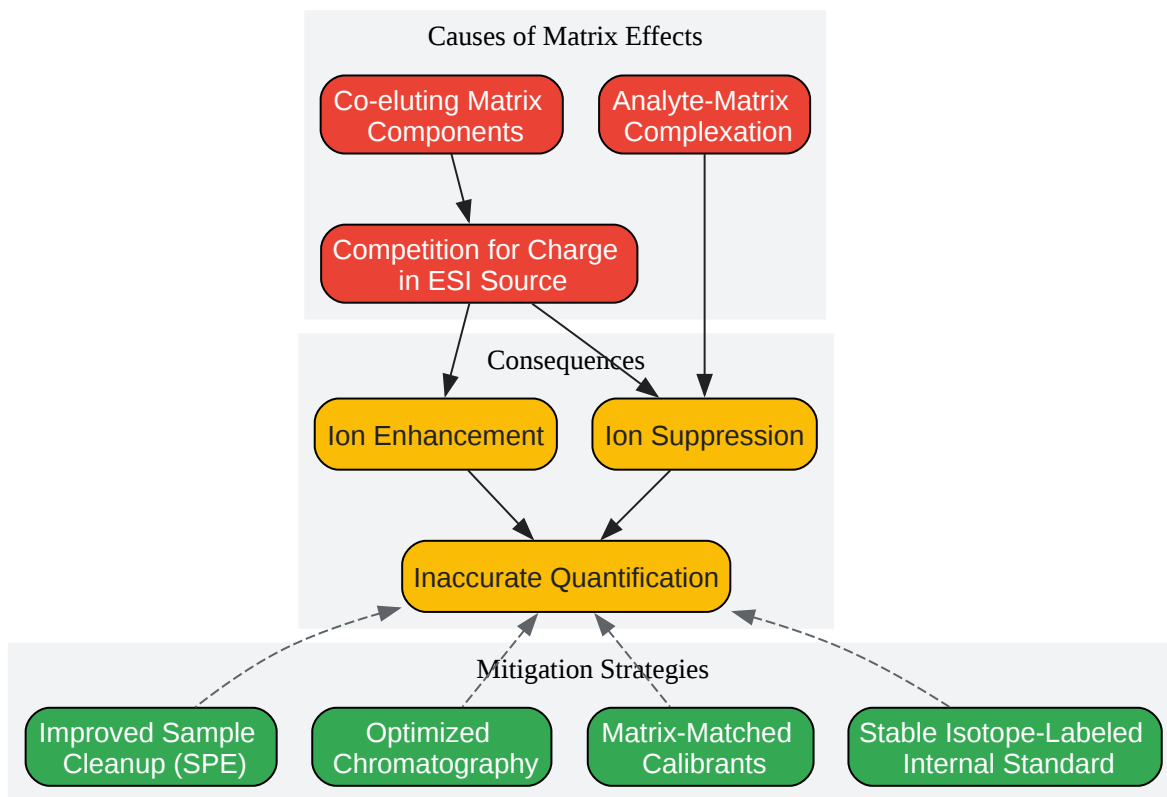 Causes of Matrix Effects
Co-eluting Matrix
Components
Analyte-Matrix
Complexation
Competition for Charge
in ESI Source
Consequences
Ion Enhancement
Ion Suppression
Inaccurate Quantification
Mitigation Strategies
Improved Sample
Cleanup (SPE)
Optimized
Chromatography
Matrix-Matched
Calibrants
Stable Isotope-Labeled
Internal Standard